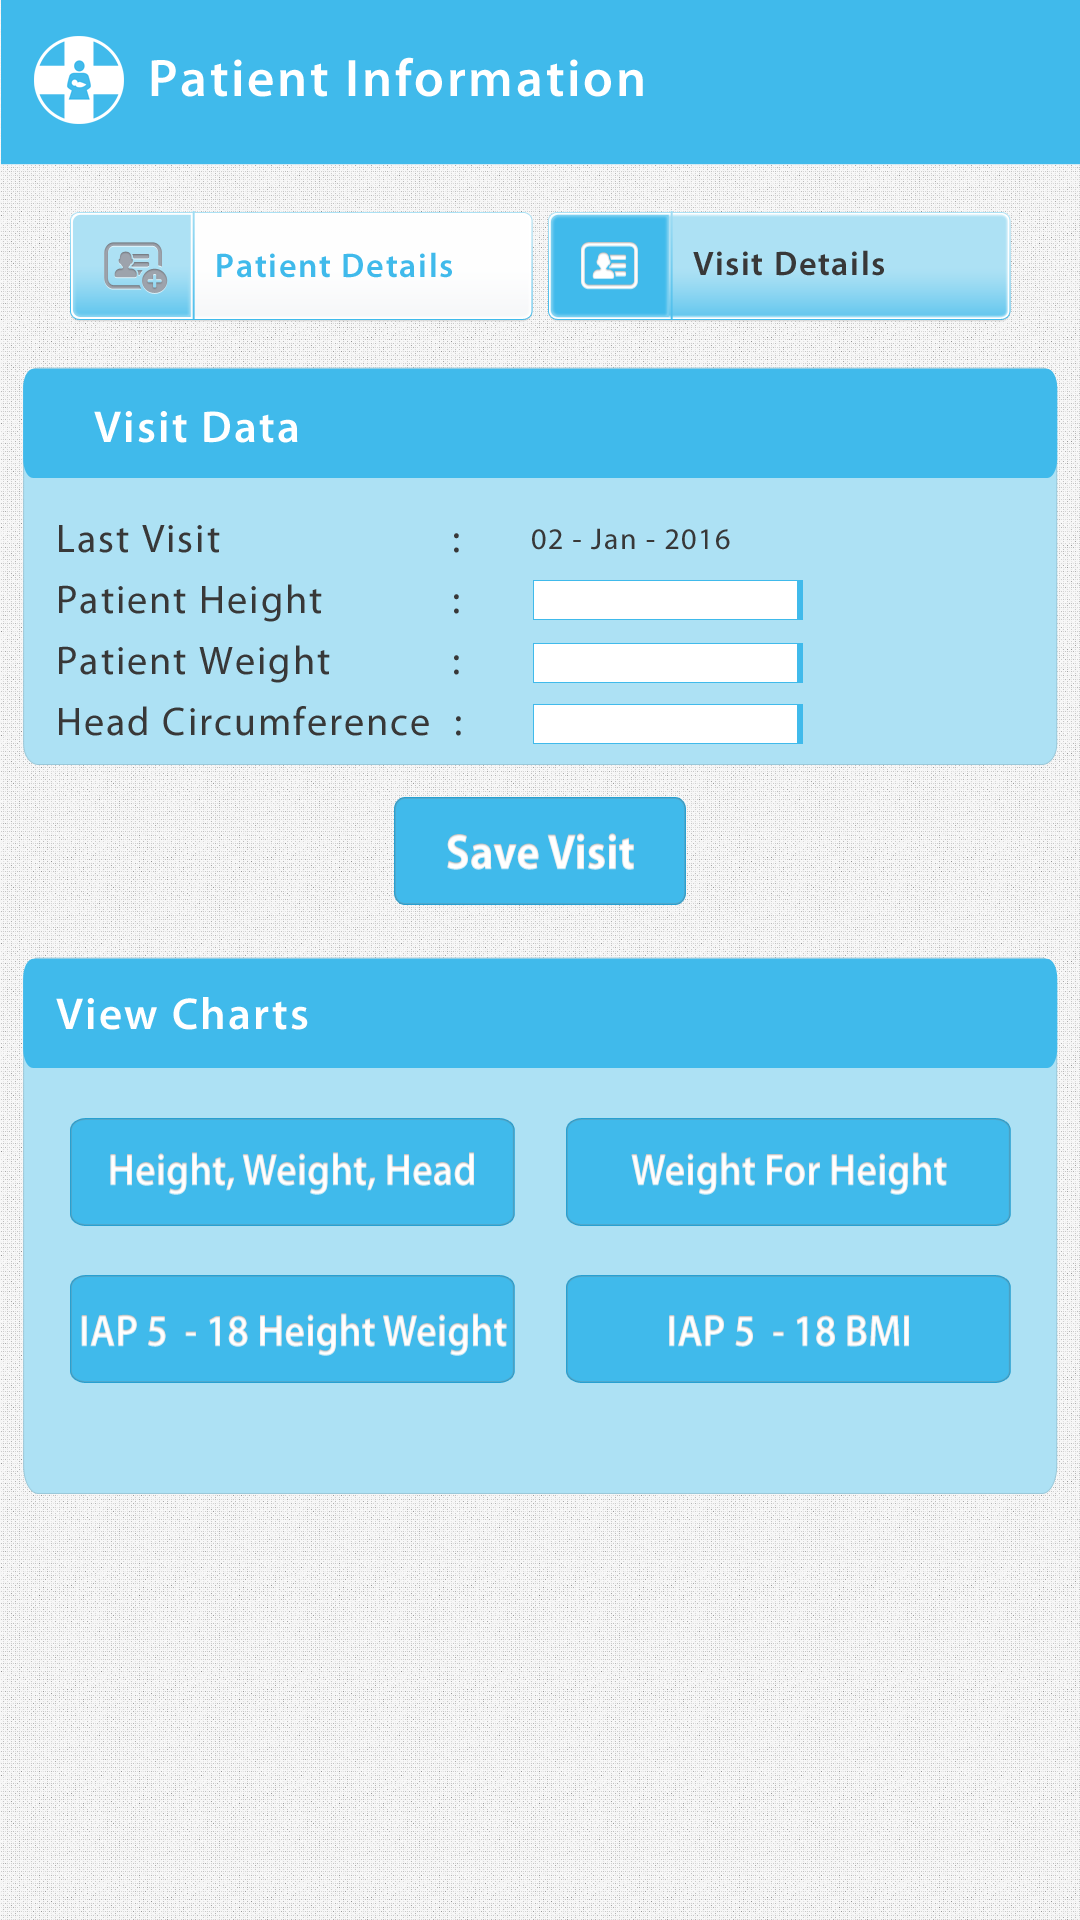 Patient Information
Patient Details
Visit Details
Visit Data
Last Visit : 02 - Jan - 2016
Patient Height :
Patient Weight :
Head Circumference :
Save Visit
View Charts
Height, Weight, Head
Weight For Height
IAP 5 - 18 Height Weight
IAP 5 - 18 BMI